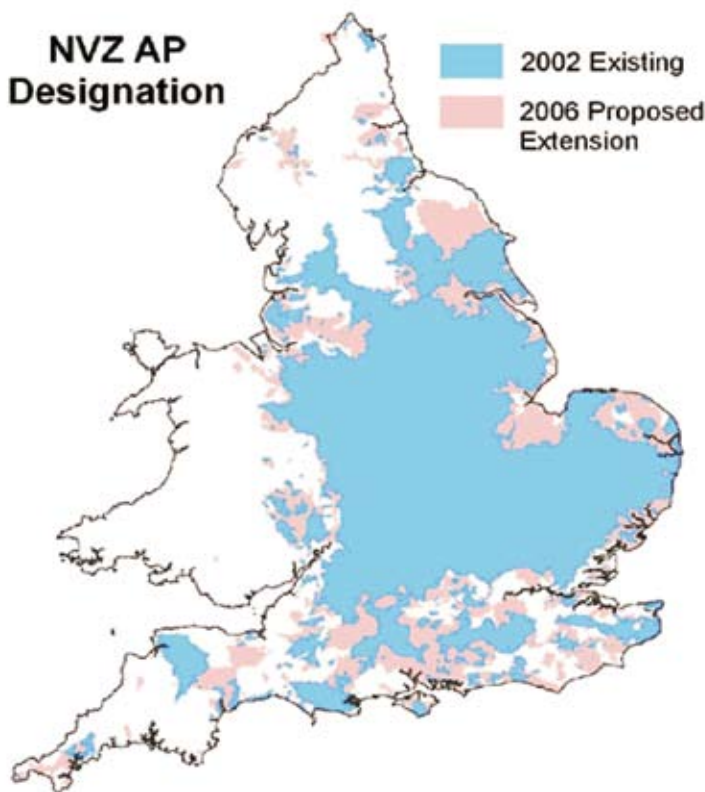 NVZ AP
Designation
2002 Existing
2006 Proposed
Extension